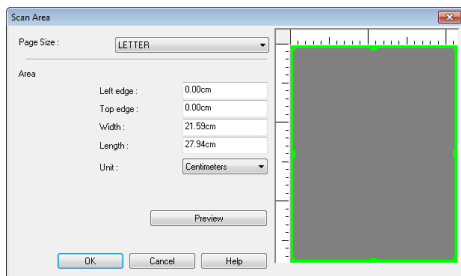 Scan Area
Page Size : LETTER
Area
Left edge : 0.00cm
Top edge : 0.00cm
Width : 21.59cm
Length : 27.94cm
Unit : Centimeters
Preview
OK Cancel Help